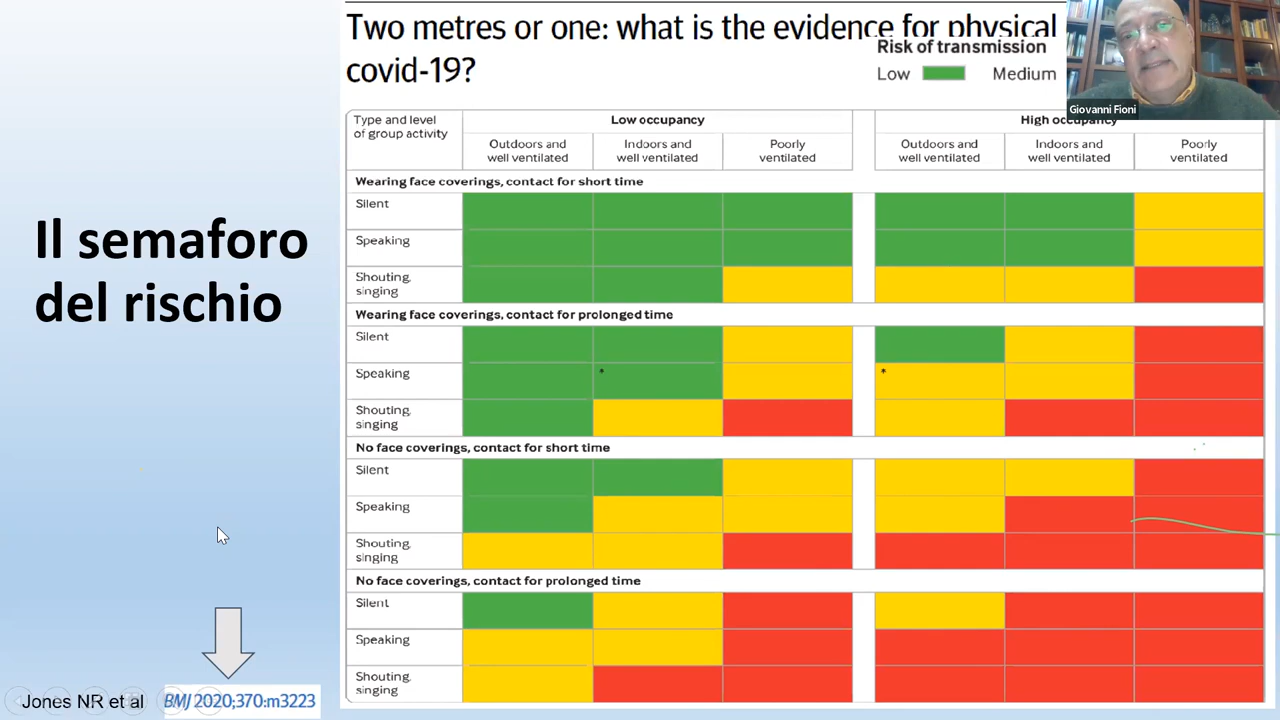 Two metres or one: what is the evidence for physical
covid-19?
Risk of transmission
Low Medium
Giovanni Fioni
Type and level
of group activity
Low occupancy
High occupancy
Outdoors and
well ventilated
Indoors and
well ventilated
Poorly
ventilated
Outdoors and
well ventilated
Indoors and
well ventilated
Poorly
ventilated
Wearing face coverings, contact for short time
Silent
Speaking
Shouting,
singing
Wearing face coverings, contact for prolonged time
Silent
Speaking * *
Shouting,
singing
No face coverings, contact for short time
Silent
Speaking
Shouting,
singing
No face coverings, contact for prolonged time
Silent
Speaking
Shouting,
singing
Il semaforo
del rischio
Jones NR et al BMJ 2020;370:m3223